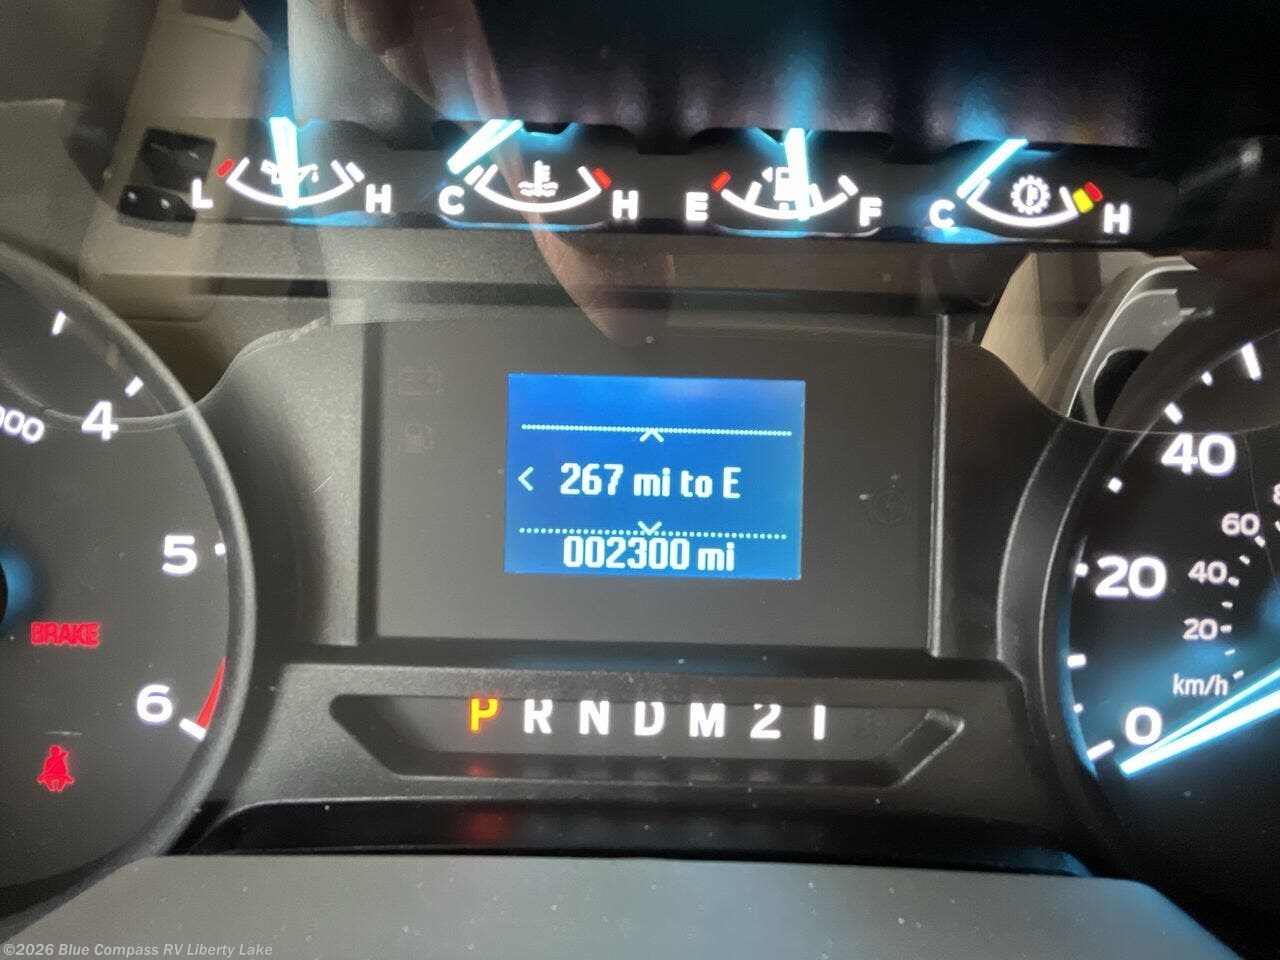 L H C H E F C P H
000
4
5
6
BRAKE
< 267 mi to E
002300 mi
P R N D M 2 1
40
60
20
40
20
km/h
0
©2026 Blue Compass RV Liberty Lake